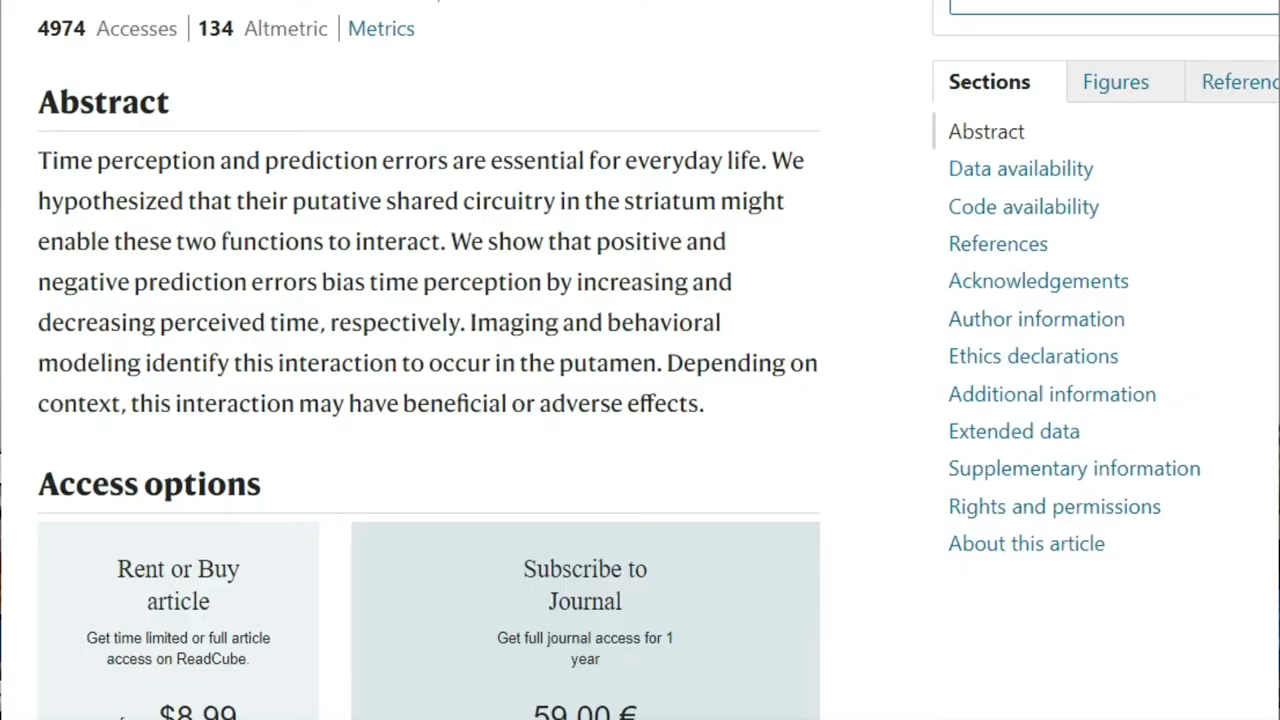 4974 Accesses 134 Altmetric Metrics
Abstract
Time perception and prediction errors are essential for everyday life. We
hypothesized that their putative shared circuitry in the striatum might
enable these two functions to interact. We show that positive and
negative prediction errors bias time perception by increasing and
decreasing perceived time, respectively. Imaging and behavioral
modeling identify this interaction to occur in the putamen. Depending on
context, this interaction may have beneficial or adverse effects.
Access options
Rent or Buy
article
Get time limited or full article
access on ReadCube.
$8.99
Subscribe to
Journal
Get full journal access for 1
year
59,00 €
Sections Figures Referenc
Abstract
Data availability
Code availability
References
Acknowledgements
Author information
Ethics declarations
Additional information
Extended data
Supplementary information
Rights and permissions
About this article